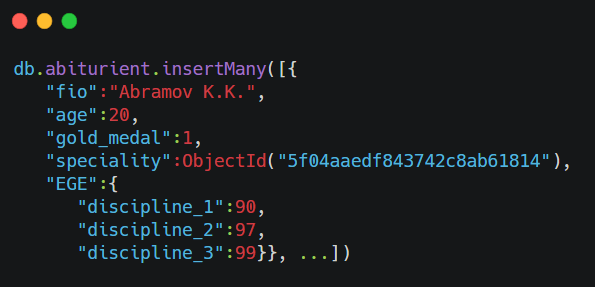 db.abiturient.insertMany([{
"fio":"Abramov K.K.",
"age":20,
"gold_medal":1,
"speciality":ObjectId("5f04aaedf843742c8ab61814"),
"EGE":{
"discipline_1":90,
"discipline_2":97,
"discipline_3":99}}, ...])